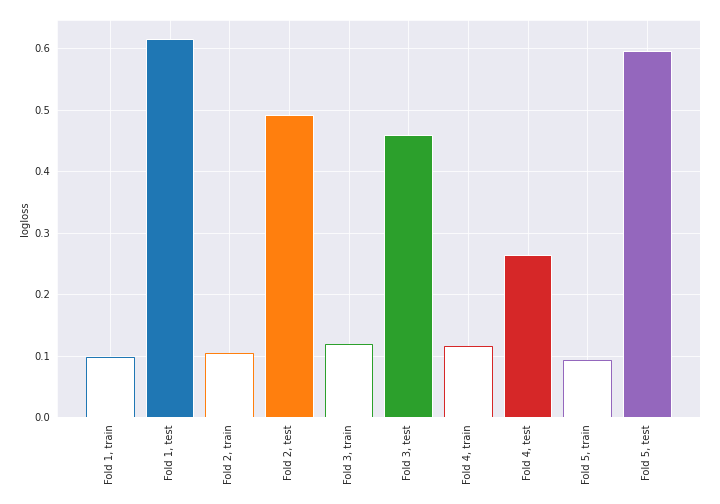 logloss
0.6
0.5
0.4
0.3
0.2
0.1
0.0
Fold 1, train
Fold 1, test
Fold 2, train
Fold 2, test
Fold 3, train
Fold 3, test
Fold 4, train
Fold 4, test
Fold 5, train
Fold 5, test